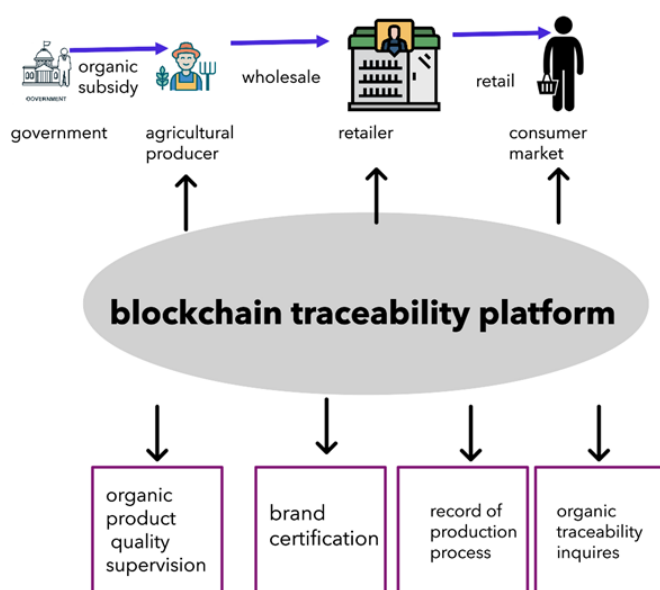 GOVERNMENT
organic
subsidy
wholesale
retail
government
agricultural
producer
retailer
consumer
market
blockchain traceability platform
organic
product
quality
supervision
brand
certification
record of
production
process
organic
traceability
inquires